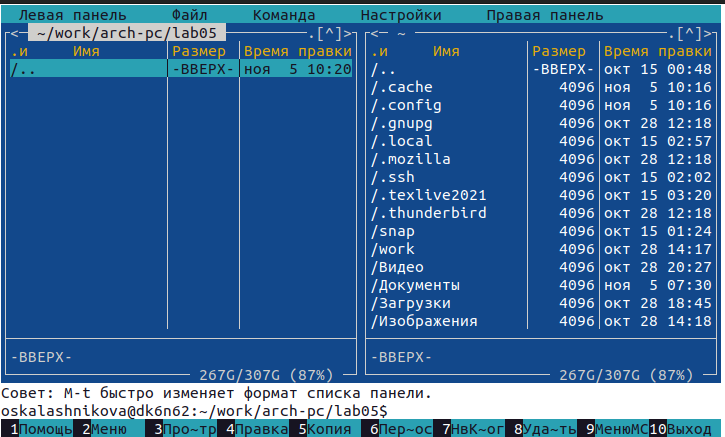 Левая панель Файл Команда Настройки Правая панель
<- ~/work/arch-pc/lab05 .[^]> <- ~ .[^]>
.и Имя Размер Время правки .и Имя Размер Время правки
/.. -ВВЕРХ- ноя 5 10:20 /.. -ВВЕРХ- окт 15 00:48
/.cache 4096 ноя 5 10:16
/.config 4096 ноя 5 10:16
/.gnupg 4096 окт 28 12:18
/.local 4096 окт 15 02:57
/.mozilla 4096 окт 28 12:18
/.ssh 4096 окт 15 02:02
/.texlive2021 4096 окт 15 03:20
/.thunderbird 4096 окт 28 12:18
/snap 4096 окт 15 01:24
/work 4096 окт 28 14:17
/Видео 4096 окт 28 20:27
/Документы 4096 ноя 5 07:30
/Загрузки 4096 окт 28 18:45
/Изображения 4096 окт 28 14:18
-ВВЕРХ- -ВВЕРХ-
267G/307G (87%) 267G/307G (87%)
Совет: M-t быстро изменяет формат списка панели.
oskalashnikova@dk6n62:~/work/arch-pc/lab05$
1Помощь 2Меню 3Про~тр 4Правка 5Копия 6Пер~ос 7НвК~ог 8Уда~ть 9МенюMC 10Выход